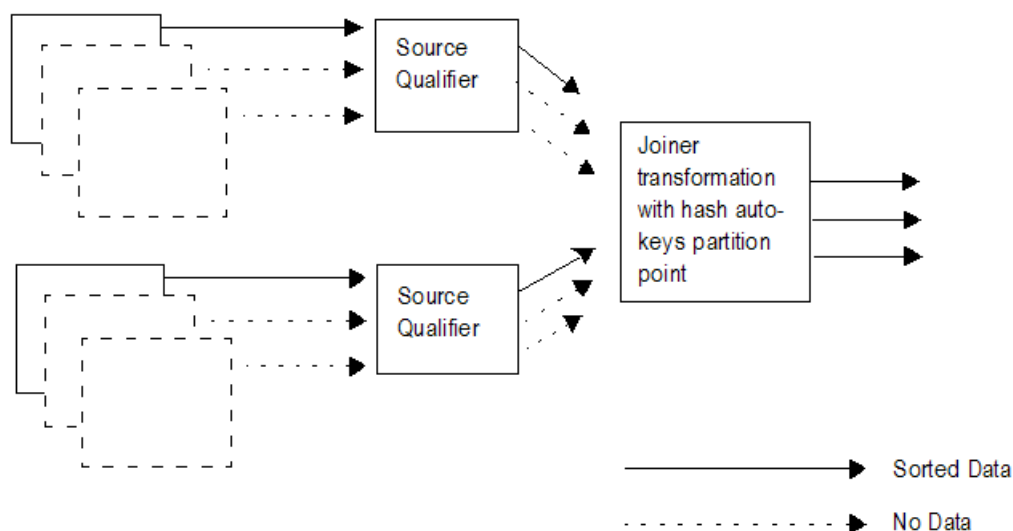 Source
Qualifier
Joiner
transformation
with hash auto-
keys partition
point
Source
Qualifier
Sorted Data
No Data